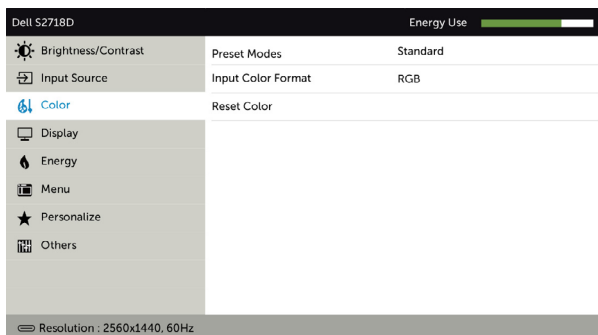 Dell S2718D Energy Use
Brightness/Contrast
Preset Modes Standard
Input Source
Input Color Format RGB
Color
Reset Color
Display
Energy
Menu
Personalize
Others
Resolution : 2560x1440, 60Hz